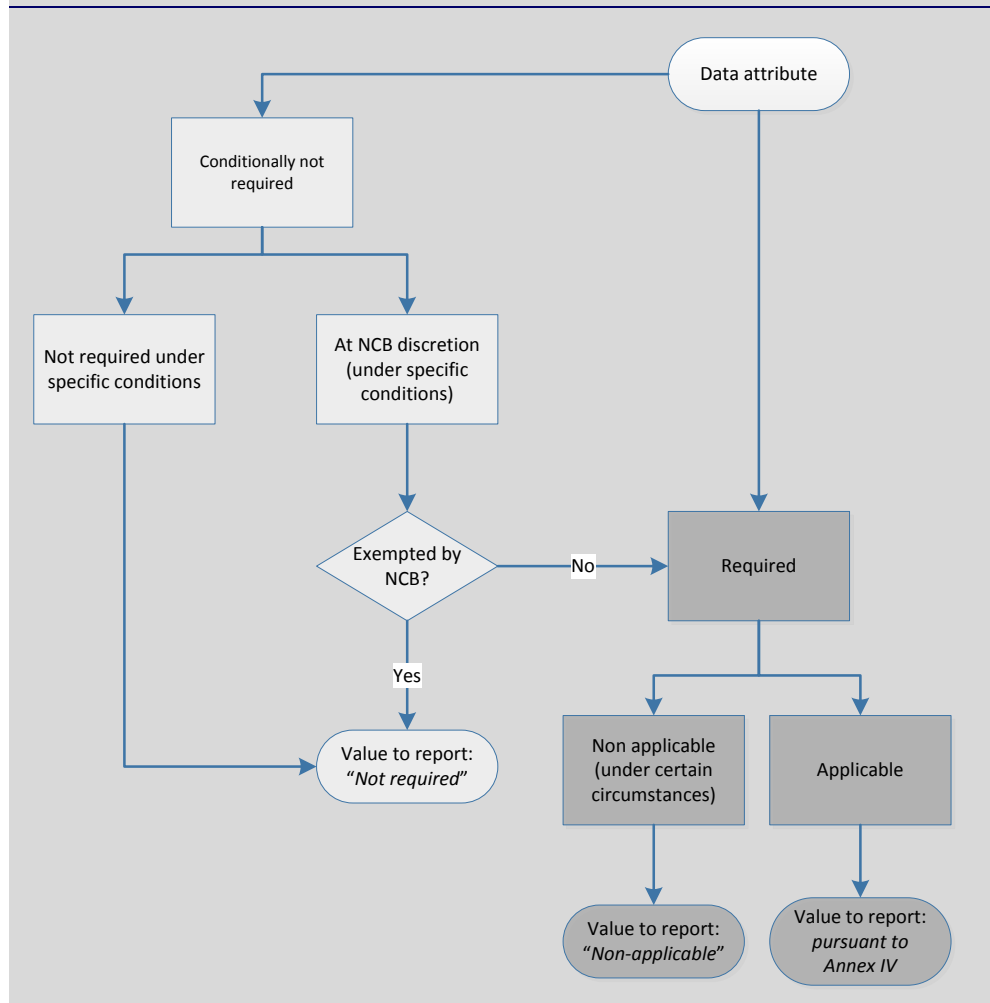 Data attribute
Conditionally not
required
Not required under
specific conditions
At NCB discretion
(under specific
conditions)
Exempted by
NCB?
No
Required
Yes
Value to report:
“Not required”
Non applicable
(under certain
circumstances)
Applicable
Value to report:
“Non-applicable”
Value to report:
pursuant to
Annex IV